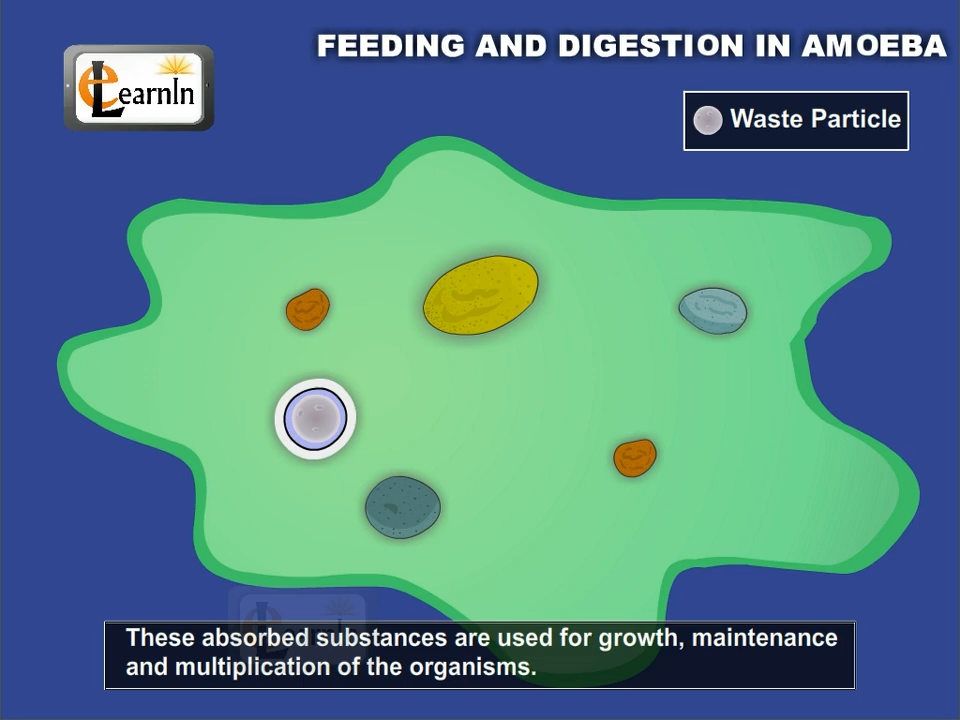 FEEDING AND DIGESTION IN AMOEBA
eLearnIn
Waste Particle
These absorbed substances are used for growth, maintenance
and multiplication of the organisms.